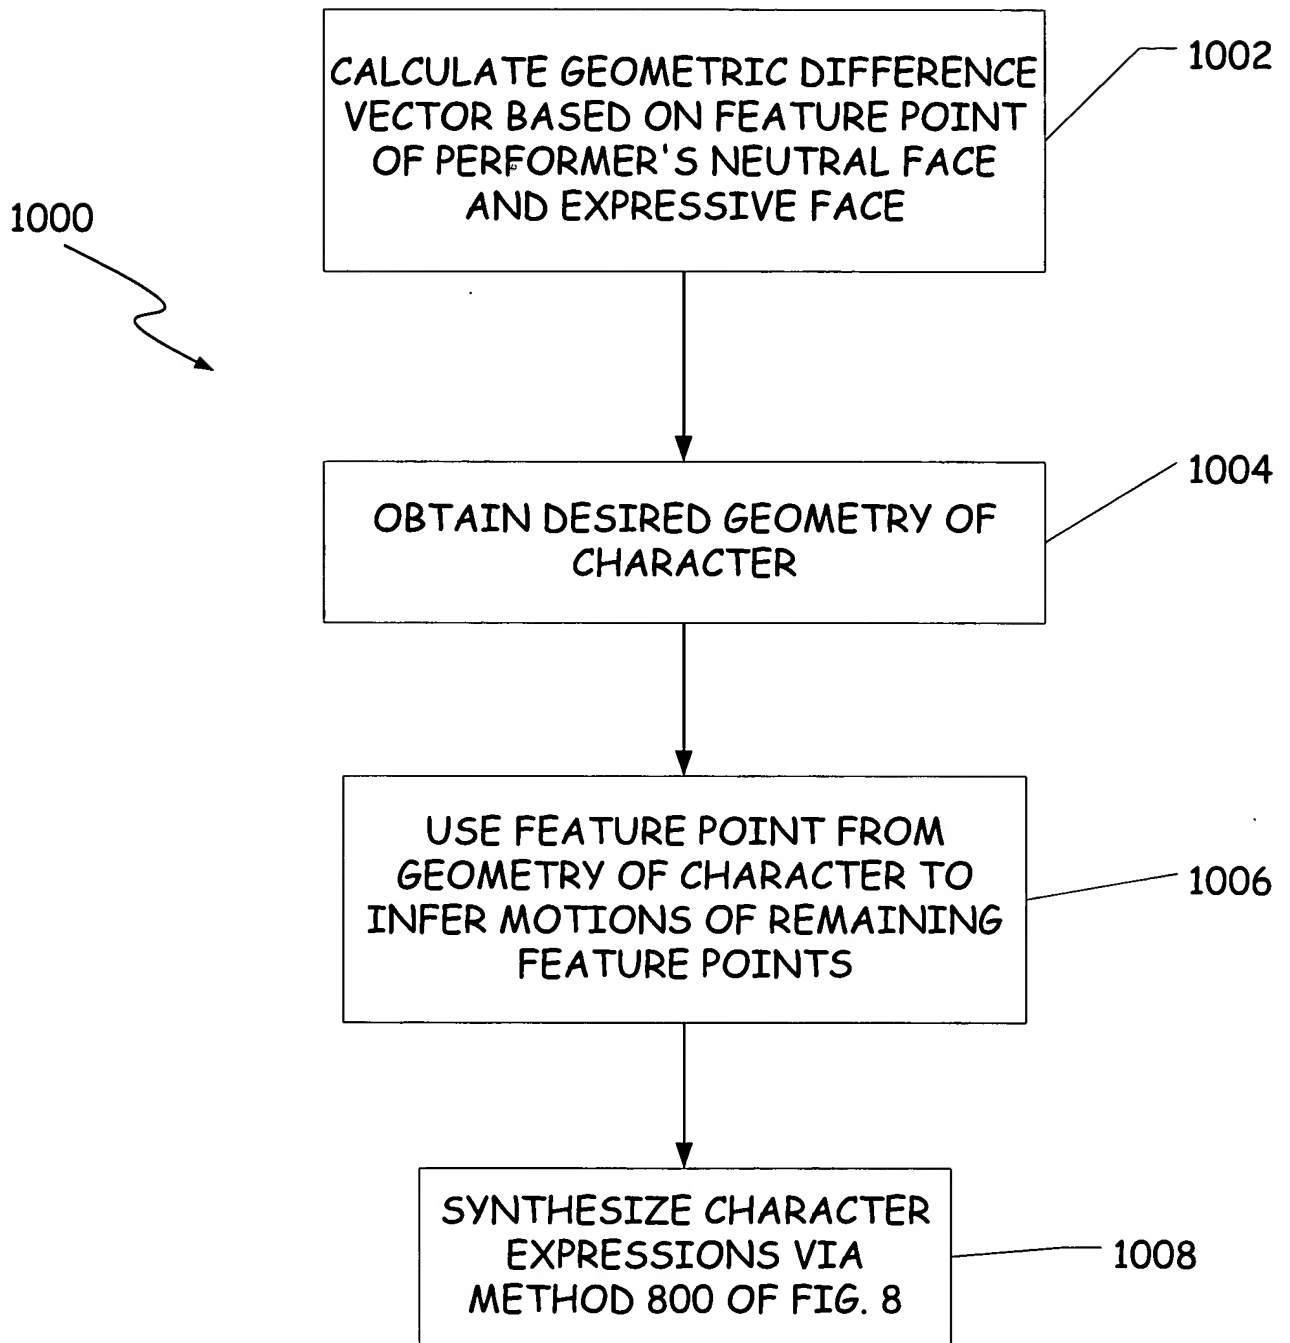 CALCULATE GEOMETRIC DIFFERENCE
VECTOR BASED ON FEATURE POINT
OF PERFORMER'S NEUTRAL FACE
AND EXPRESSIVE FACE
1002
1000
OBTAIN DESIRED GEOMETRY OF
CHARACTER
1004
USE FEATURE POINT FROM
GEOMETRY OF CHARACTER TO
INFER MOTIONS OF REMAINING
FEATURE POINTS
1006
SYNTHESIZE CHARACTER
EXPRESSIONS VIA
METHOD 800 OF FIG. 8
1008